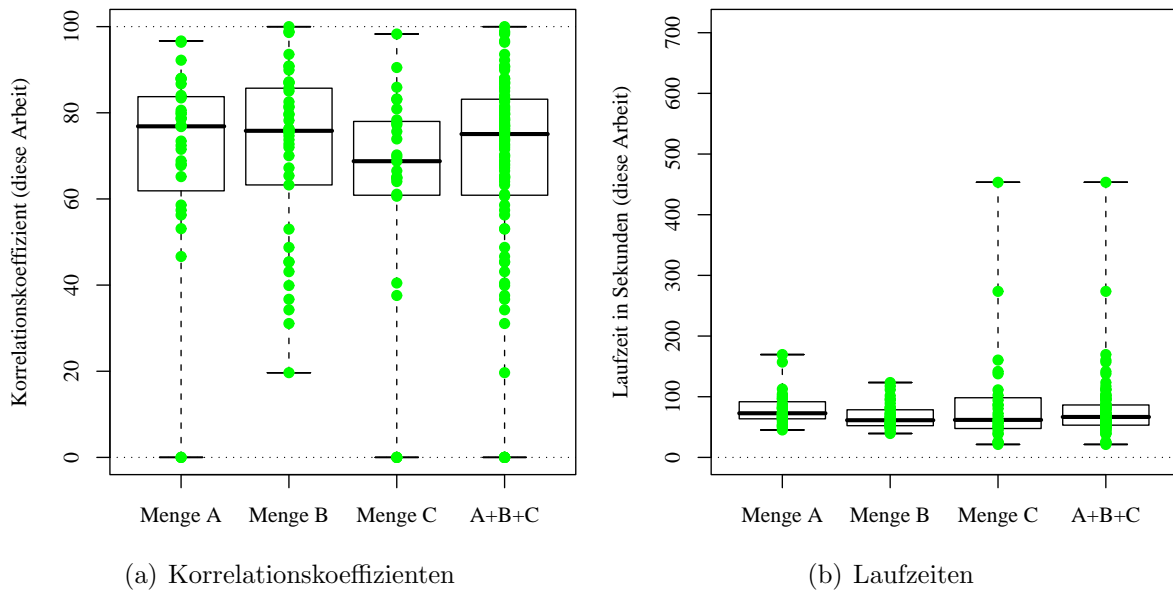 Korrelationskoeffizient (diese Arbeit)
100
80
60
40
20
0
Menge A Menge B Menge C A+B+C
(a) Korrelationskoeffizienten
Laufzeit in Sekunden (diese Arbeit)
700
600
500
400
300
200
100
0
Menge A Menge B Menge C A+B+C
(b) Laufzeiten